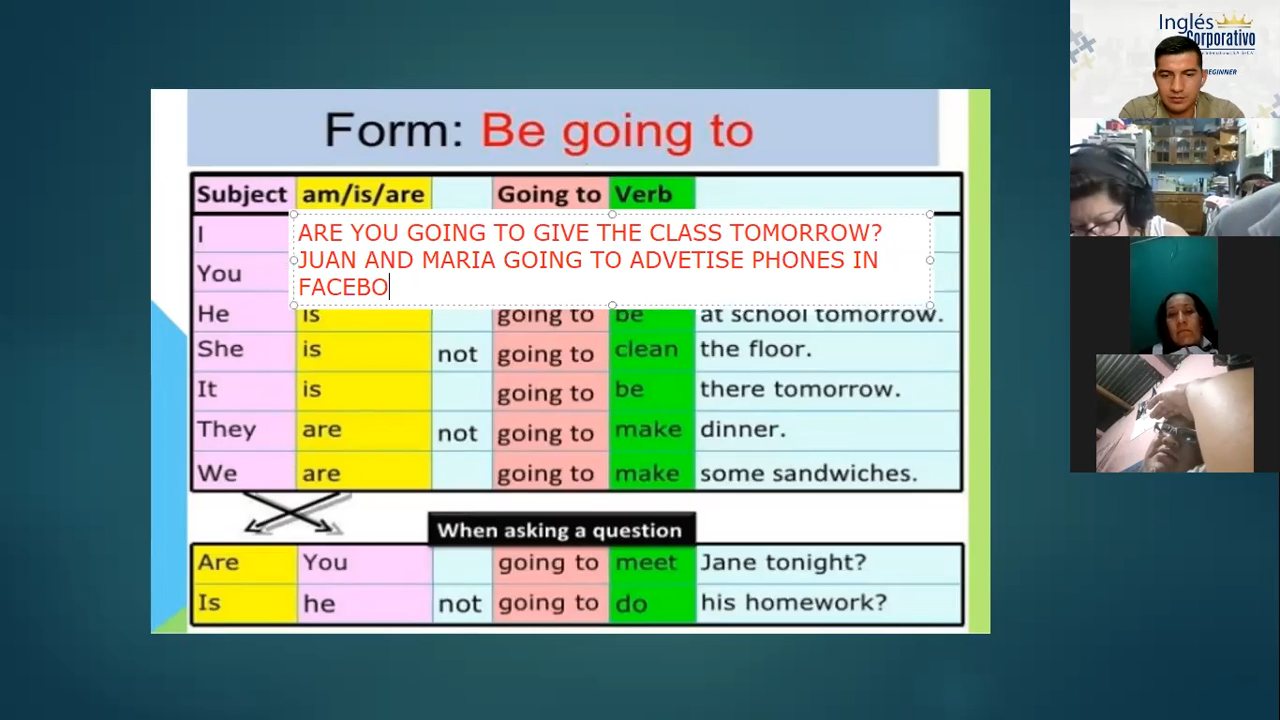 Form: Be going to
Subject am/is/are Going to Verb
I
You
ARE YOU GOING TO GIVE THE CLASS TOMORROW?
JUAN AND MARIA GOING TO ADVETISE PHONES IN
FACEBO
He is going to be at school tomorrow.
She is not going to clean the floor.
It is going to be there tomorrow.
They are not going to make dinner.
We are going to make some sandwiches.
When asking a question
Are You going to meet Jane tonight?
Is he not going to do his homework?
Inglés
Corporativo